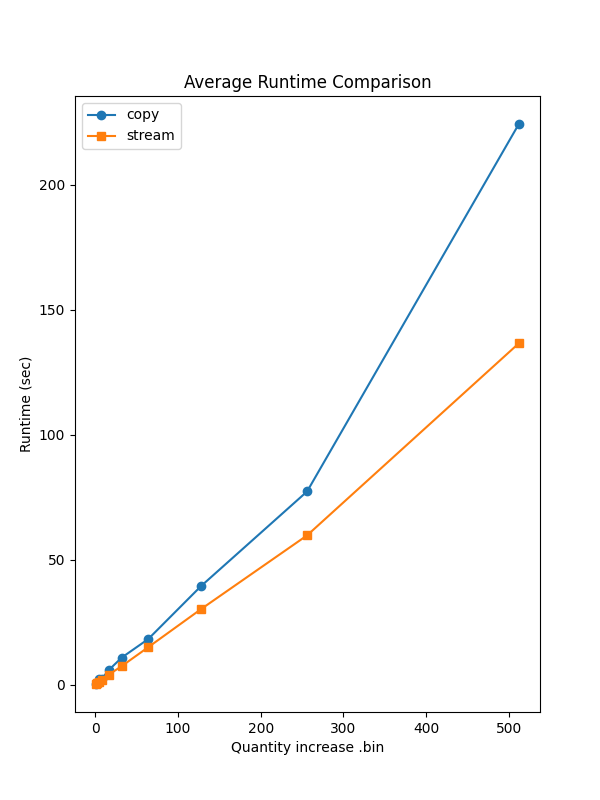 Average Runtime Comparison
copy
stream
200
150
100
50
0
Runtime (sec)
0 100 200 300 400 500
Quantity increase .bin